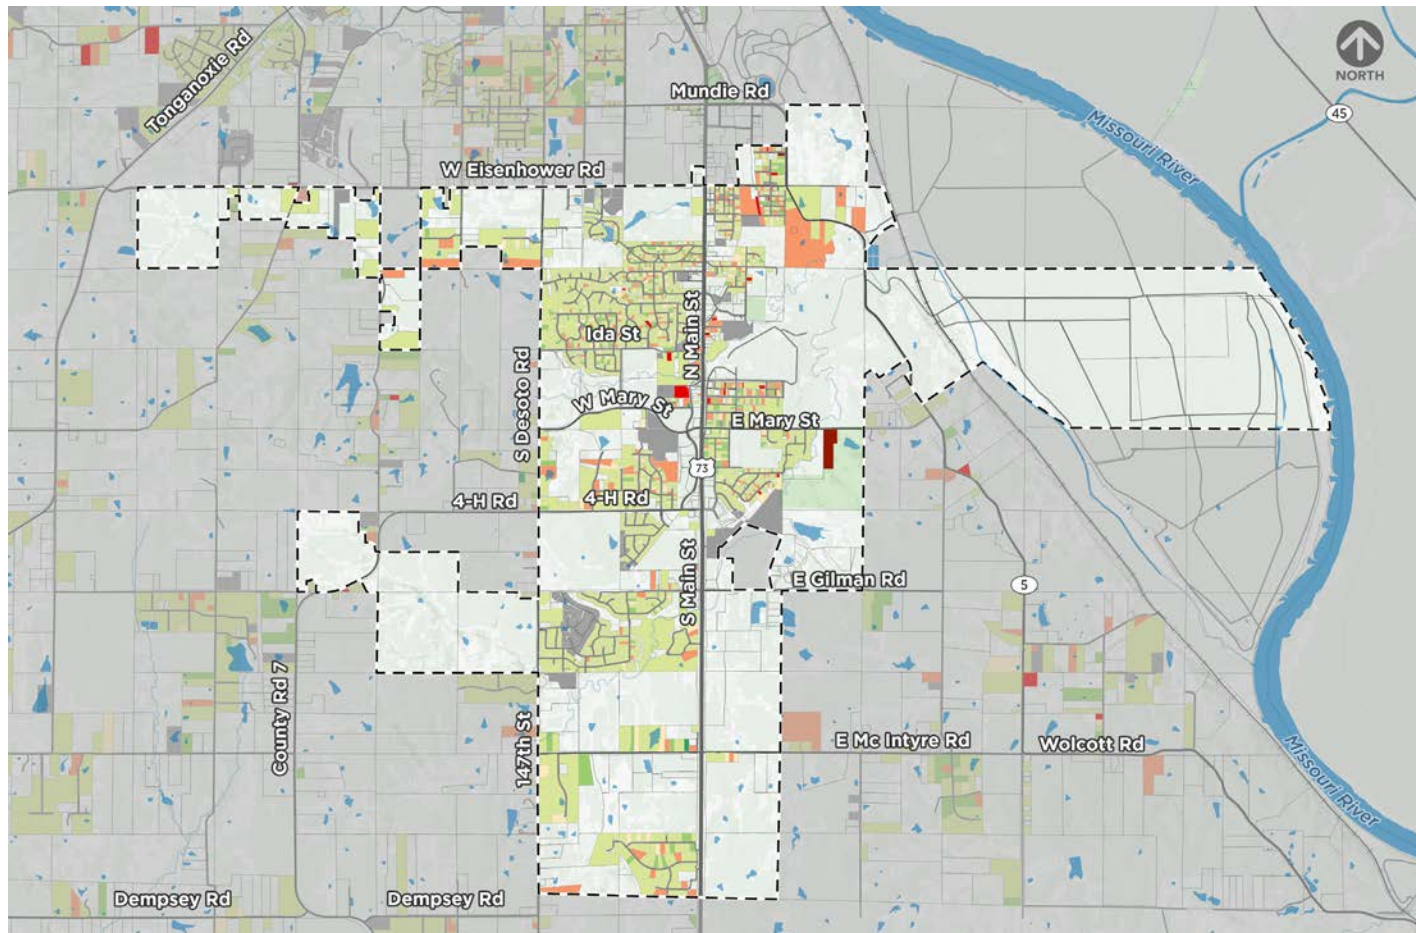 Tonganoxie Rd
Mundie Rd
NORTH
45
Missouri River
W Eisenhower Rd
N Main St
Ida St
S Desoto Rd
W Mary St
E Mary St
73
4-H Rd
4-H Rd
S Main St
E Gilman Rd
5
County Rd 7
147th St
E Mc Intyre Rd
Wolcott Rd
Missouri River
Dempsey Rd
Dempsey Rd